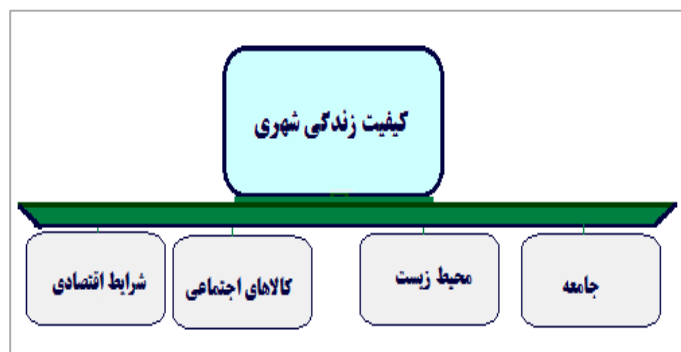 کیفیت زندگی شهری
جامعه
محیط زیست
کالاهای اجتماعی
شرایط اقتصادی